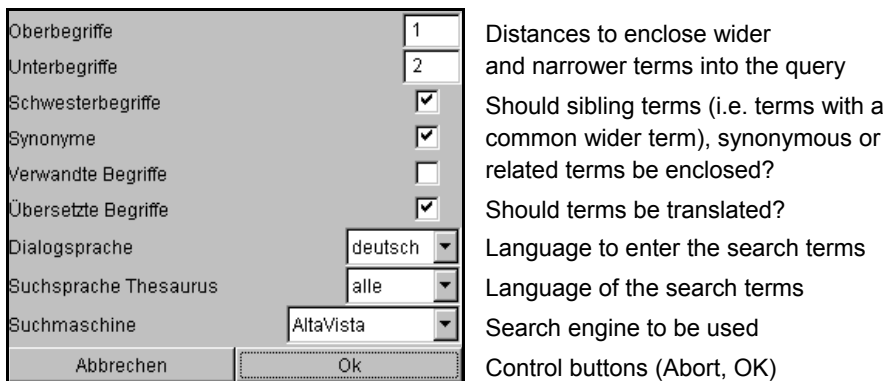 Oberbegriffe 1 Distances to enclose wider
Unterbegriffe 2 and narrower terms into the query
Schwesterbegriffe Should sibling terms (i.e. terms with a
Synonyme common wider term), synonymous or
Verwandte Begriffe related terms be enclosed?
Übersetzte Begriffe Should terms be translated?
Dialogsprache deutsch Language to enter the search terms
Suchsprache Thesaurus alle Language of the search terms
Suchmaschine AltaVista Search engine to be used
Abbrechen Ok Control buttons (Abort, OK)